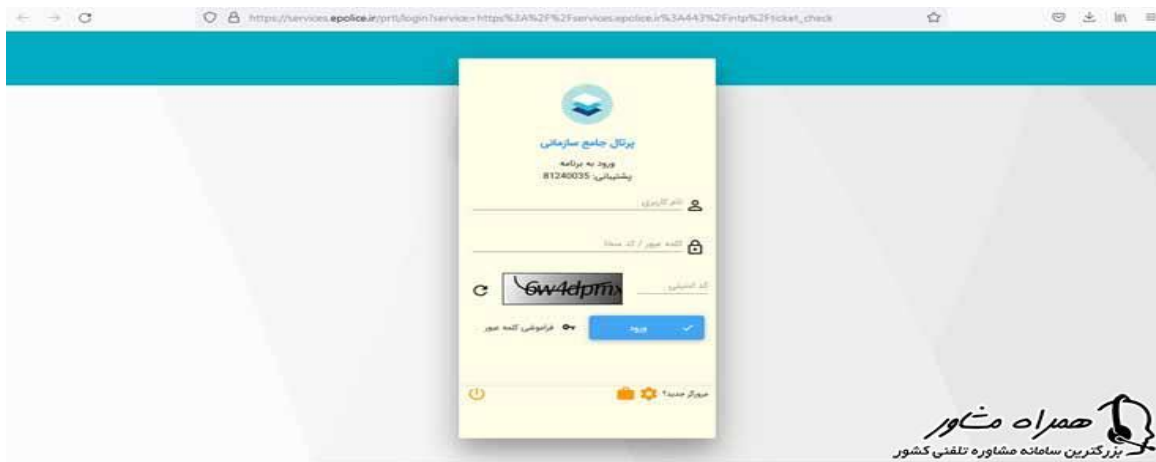 https://services.epolice.ir/prtl/login?service=https%3A%2F%2Fservices.epolice.ir%3A443%2Fintp%2Fticket_check
پرتال جامع سازمانی
ورود به برنامه
پشتیبانی: 81240035
نام کاربری
کلمه عبور / کد سخا
کد امنیتی
6w4dpmx
ورود
فراموشی کلمه عبور
مرورگر جدید؟
همراه مشاور
بزرگترین سامانه مشاوره تلفنی کشور